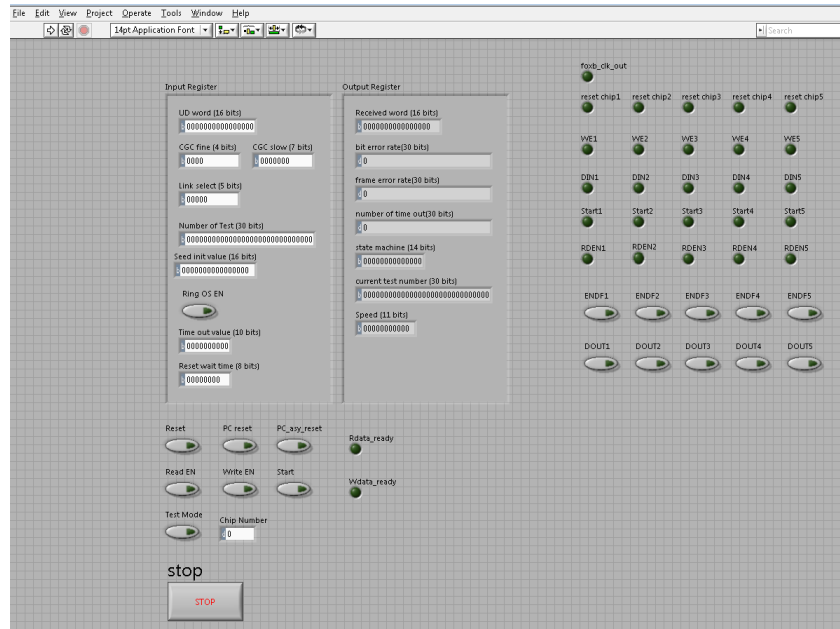 File Edit View Project Operate Tools Window Help
14pt Application Font
Search
Input Register
UD word (16 bits)
b 0000000000000000
CGC fine (4 bits) CGC slow (7 bits)
b 0000 b 0000000
Link select (5 bits)
b 00000
Number of Test (30 bits)
b 000000000000000000000000000000
Seed init value (16 bits)
b 0000000000000000
Ring OS EN
Time out value (10 bits)
b 0000000000
Reset wait time (8 bits)
b 00000000
Output Register
Received word (16 bits)
b 0000000000000000
bit error rate(30 bits)
d 0
frame error rate(30 bits)
d 0
number of time out(30 bits)
d 0
state machine (14 bits)
b 00000000000000
current test number (30 bits)
b 000000000000000000000000000000
Speed (11 bits)
b 00000000000
foxb_clk_out
reset chip1 reset chip2 reset chip3 reset chip4 reset chip5
WE1 WE2 WE3 WE4 WE5
DIN1 DIN2 DIN3 DIN4 DIN5
Start1 Start2 Start3 Start4 Start5
RDEN1 RDEN2 RDEN3 RDEN4 RDEN5
ENDF1 ENDF2 ENDF3 ENDF4 ENDF5
DOUT1 DOUT2 DOUT3 DOUT4 DOUT5
Reset PC reset PC_asy_reset
Rdata_ready
Read EN Write EN Start
Wdata_ready
Test Mode Chip Number
d 0
stop
STOP